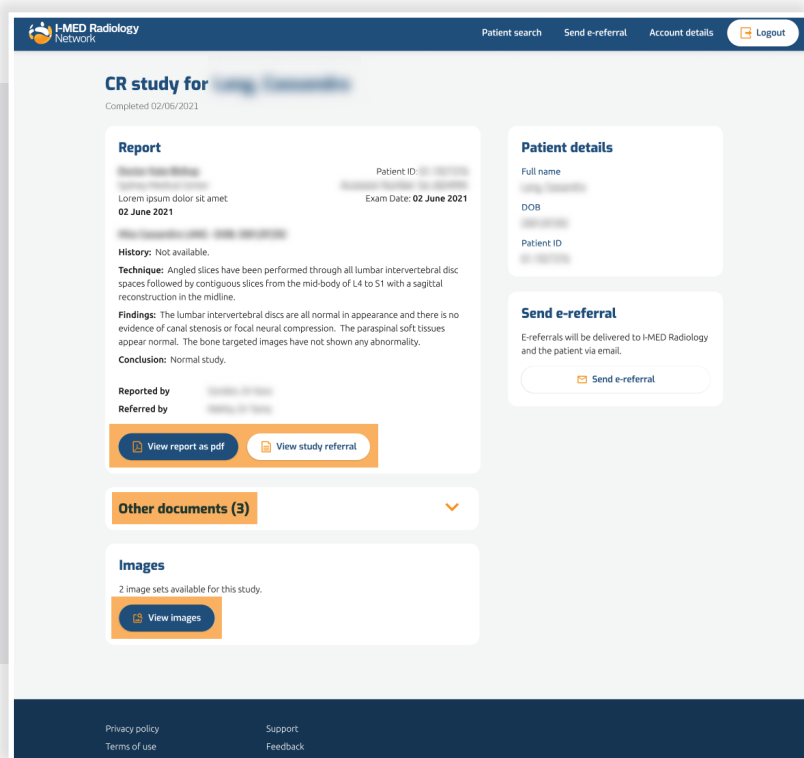 I-MED Radiology
Network
Patient search
Send e-referral
Account details
Logout
CR study for
Completed 02/06/2021
Report
Patient ID:
Lorem ipsum dolor sit amet
Exam Date: 02 June 2021
02 June 2021
History: Not available.
Technique: Angled slices have been performed through all lumbar intervertebral disc
spaces followed by contiguous slices from the mid-body of L4 to S1 with a sagittal
reconstruction in the midline.
Findings: The lumbar intervertebral discs are all normal in appearance and there is no
evidence of canal stenosis or focal neural compression. The paraspinal soft tissues
appear normal. The bone targeted images have not shown any abnormality.
Conclusion: Normal study.
Reported by
Referred by
View report as pdf
View study referral
Other documents (3)
Images
2 image sets available for this study.
View images
Patient details
Full name
DOB
Patient ID
Send e-referral
E-referrals will be delivered to I-MED Radiology
and the patient via email.
Send e-referral
Privacy policy
Support
Terms of use
Feedback